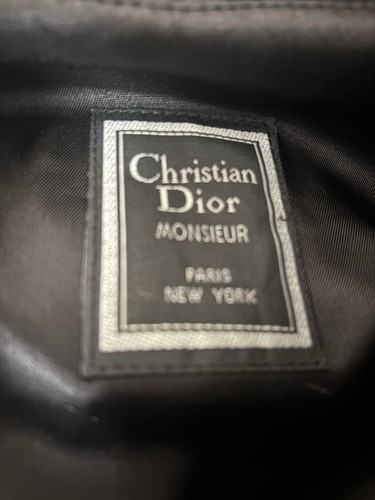 Christian
Dior
MONSIEUR
PARIS
NEW YORK